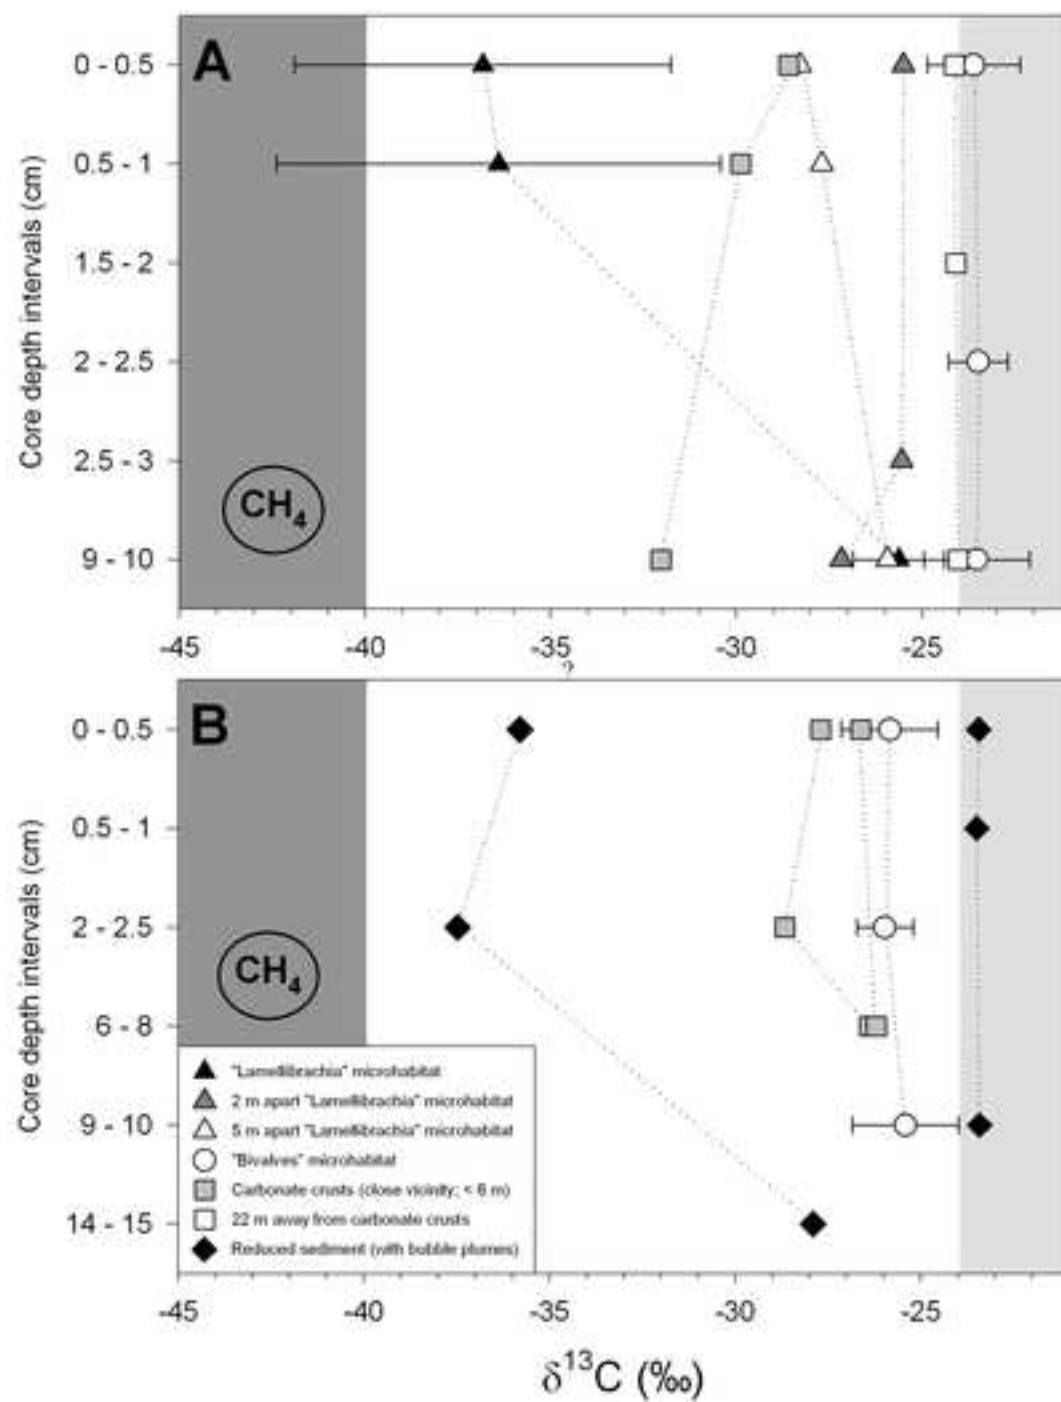 A
Core depth intervals (cm)
0 - 0.5
0.5 - 1
1.5 - 2
2 - 2.5
2.5 - 3
9 - 10
CH4
-45
-40
-35
-30
-25
?
B
Core depth intervals (cm)
0 - 0.5
0.5 - 1
2 - 2.5
6 - 8
9 - 10
14 - 15
CH4
"Lamellibrachia" microhabitat
2 m apart "Lamellibrachia" microhabitat
5 m apart "Lamellibrachia" microhabitat
"Bivalves" microhabitat
Carbonate crusts (close vicinity; < 6 m)
22 m away from carbonate crusts
Reduced sediment (with bubble plumes)
-45
-40
-35
-30
-25
δ13C (‰)